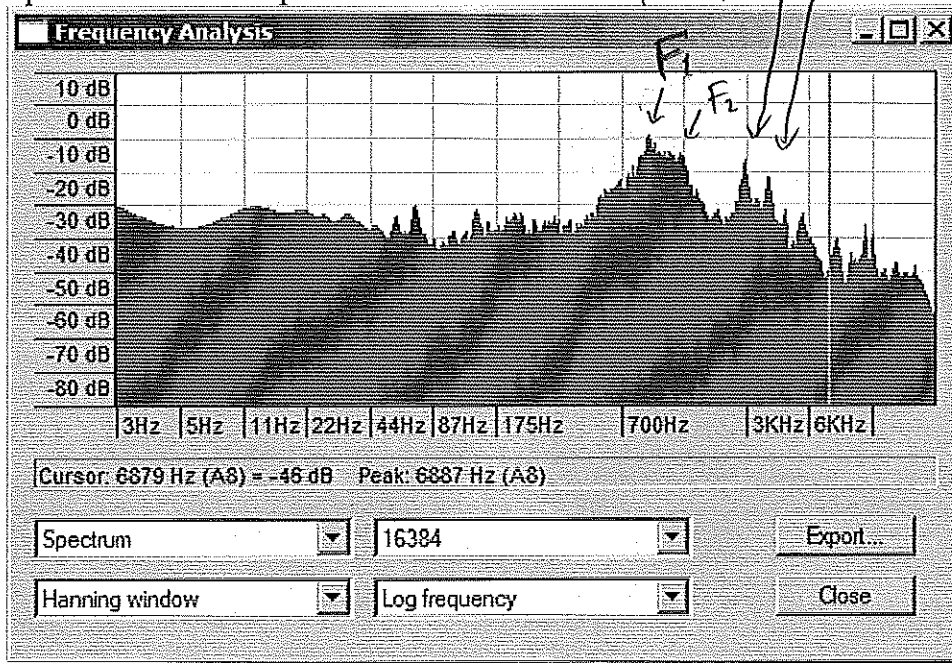 Frequency Analysis
F1
F2
10 dB
0 dB
-10 dB
-20 dB
-30 dB
-40 dB
-50 dB
-60 dB
-70 dB
-80 dB
3Hz 5Hz 11Hz 22Hz 44Hz 87Hz 175Hz 700Hz 3KHz 6KHz
Cursor: 6879 Hz (A8) = -46 dB Peak: 6887 Hz (A8)
Spectrum 16384 Export...
Hanning window Log frequency Close